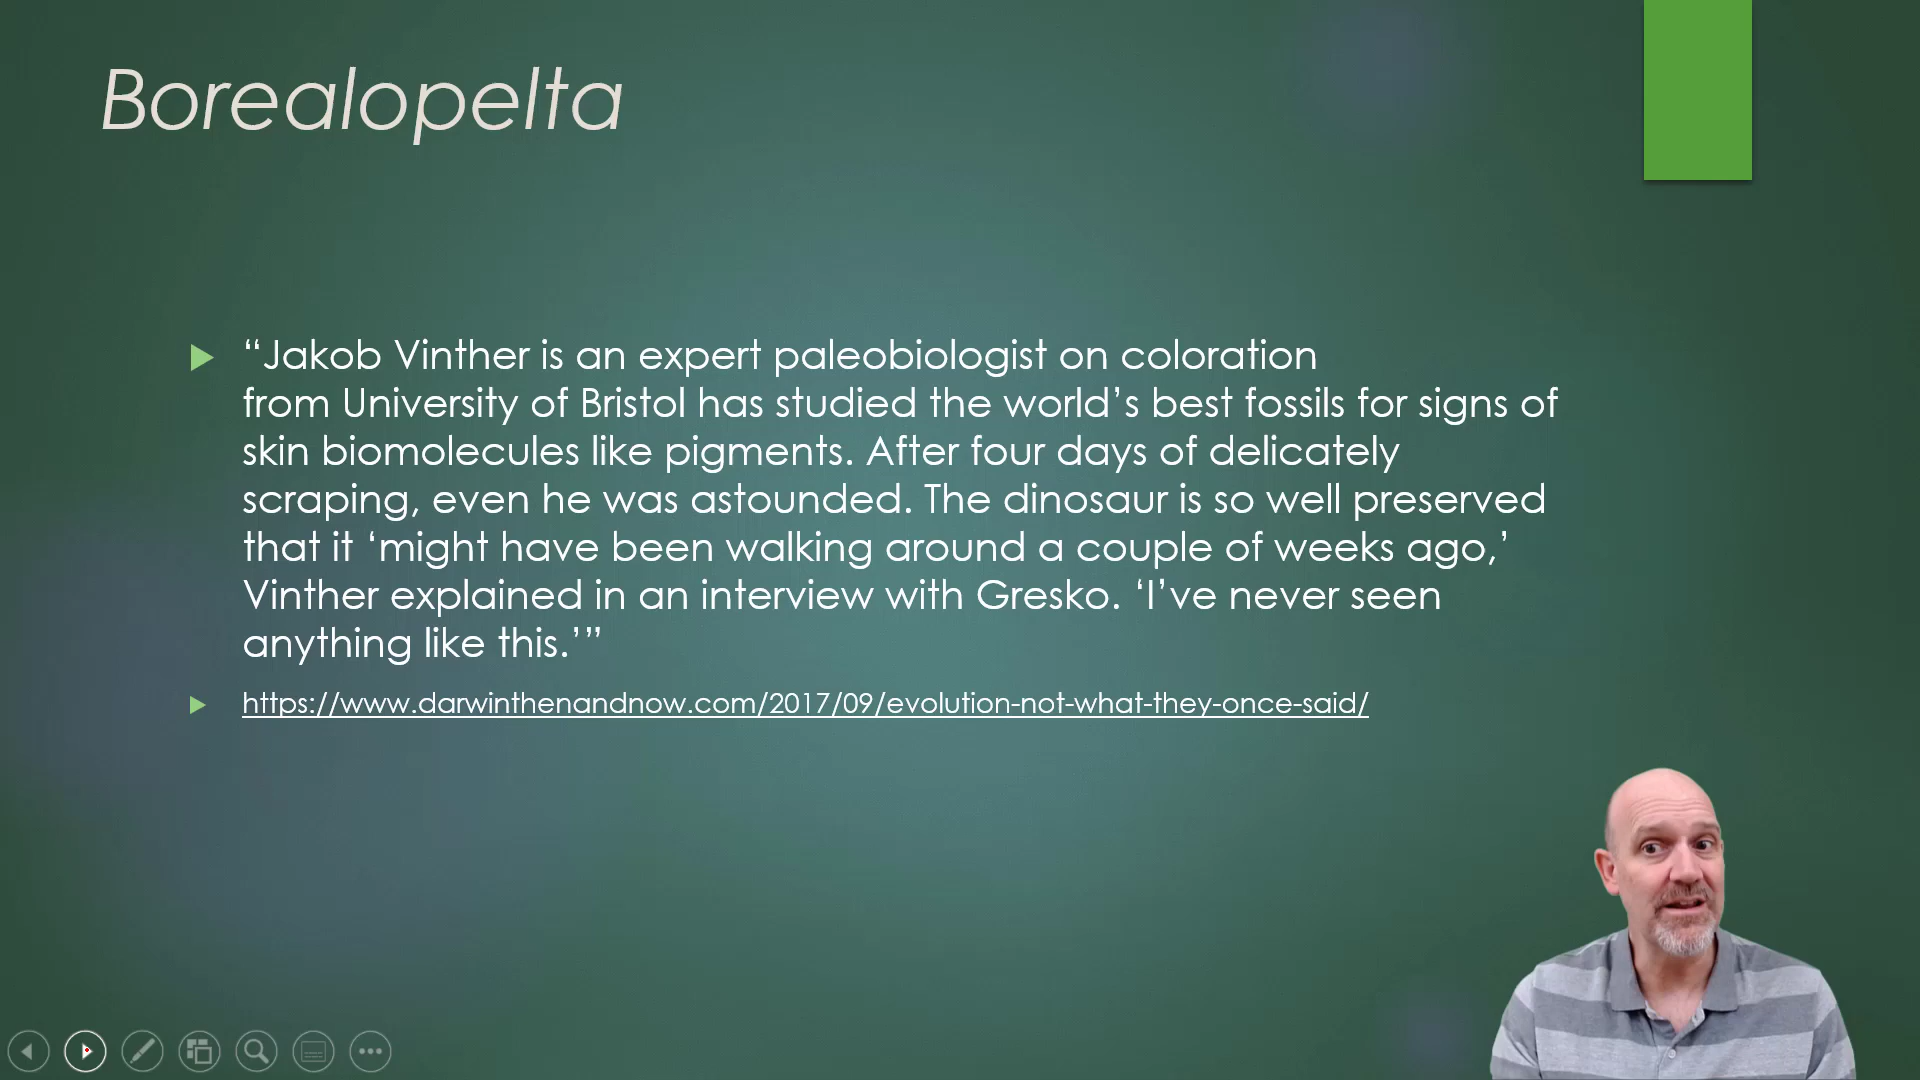 Borealopelta
“Jakob Vinther is an expert paleobiologist on coloration
from University of Bristol has studied the world’s best fossils for signs of
skin biomolecules like pigments. After four days of delicately
scraping, even he was astounded. The dinosaur is so well preserved
that it ‘might have been walking around a couple of weeks ago,’
Vinther explained in an interview with Gresko. ‘I’ve never seen
anything like this.’”
https://www.darwinthenandnow.com/2017/09/evolution-not-what-they-once-said/